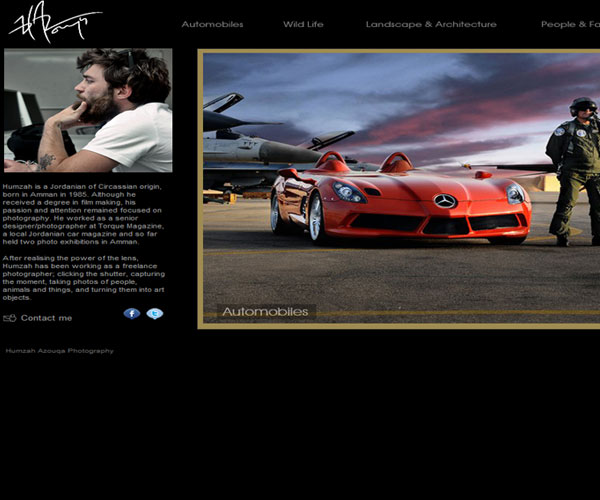 Automobiles Wild Life Landscape & Architecture People & Fa
Humzah is a Jordanian of Circassian origin,
born in Amman in 1985. Although he
received a degree in film making, his
passion and attention remained focused on
photography. He worked as a senior
designer/photographer at Torque Magazine,
a local Jordanian car magazine and so far
held two photo exhibitions in Amman.
After realising the power of the lens,
Humzah has been working as a freelance
photographer; clicking the shutter, capturing
the moment, taking photos of people,
animals and things, and turning them into art
objects.
Contact me
Automobiles
Humzah Azouqa Photography